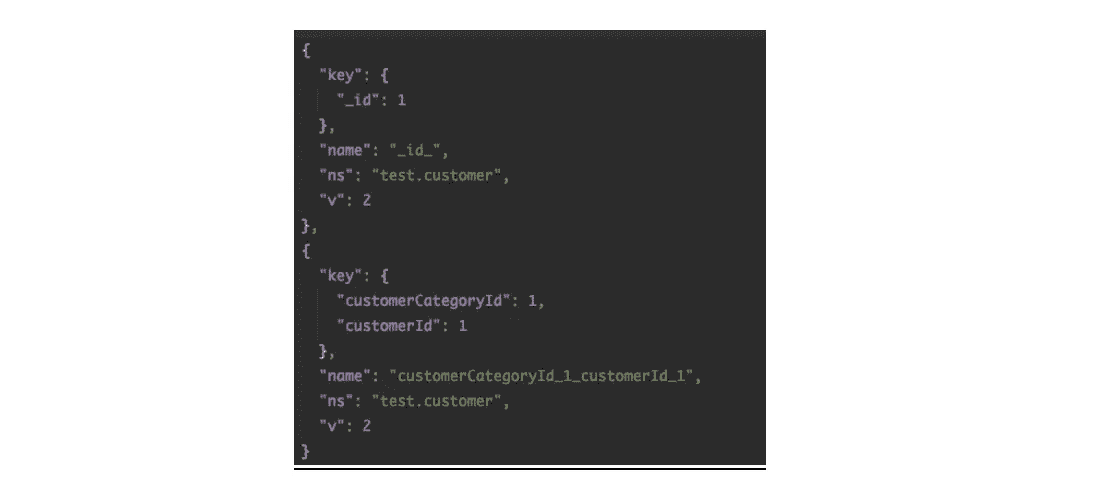 {
"key": {
"_id": 1
},
"name": "_id_",
"ns": "test.customer",
"v": 2
},
{
"key": {
"customerCategoryId": 1,
"customerId": 1
},
"name": "customerCategoryId_1_customerId_1",
"ns": "test.customer",
"v": 2
}